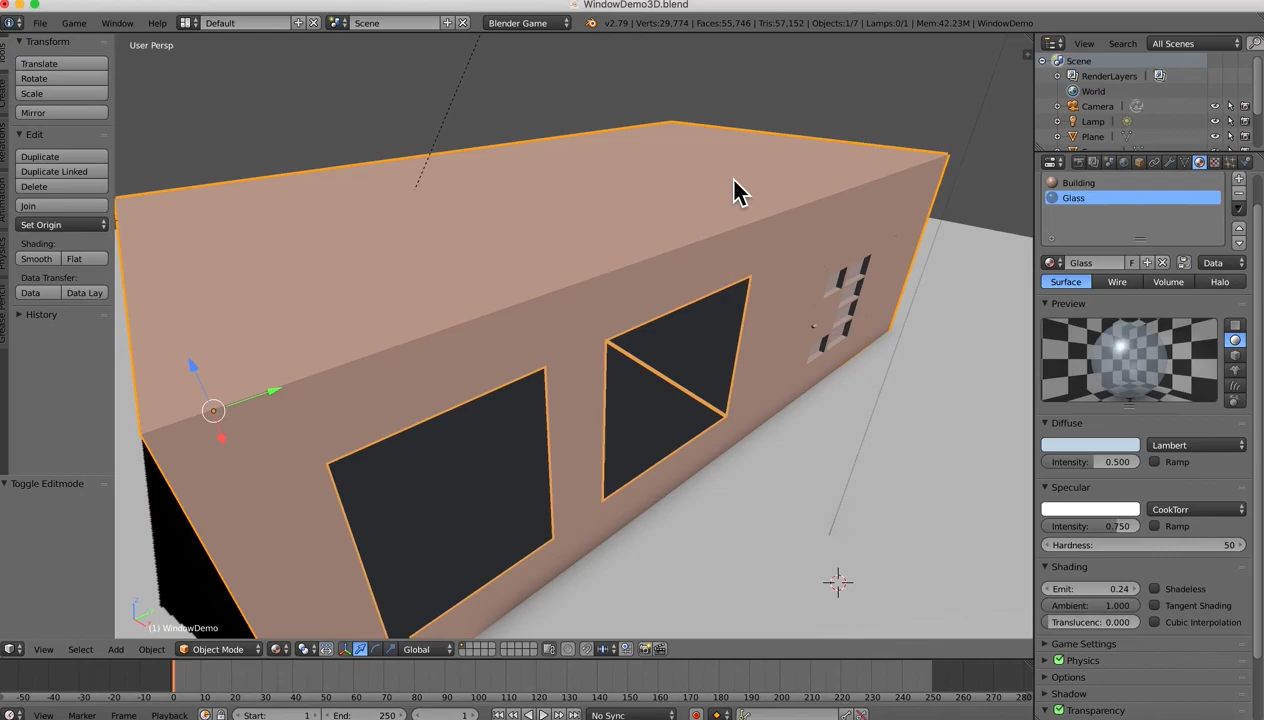 WindowDemo3D.blend
File Game Window Help Default Scene Blender Game v2.79 | Verts:29,774 | Faces:55,746 | Tris:57,152 | Objects:1/7 | Lamps:0/1 | Mem:42.23M | WindowDemo
Transform
Translate
Rotate
Scale
Mirror
Edit
Duplicate
Duplicate Linked
Delete
Join
Set Origin
Shading:
Smooth Flat
Data Transfer:
Data Data Lay
History
Toggle Editmode
Tools
Create
Relations
Animation
Physics
Grease Pencil
User Persp
(1) WindowDemo
View Select Add Object Object Mode Global
View Search All Scenes
Scene
RenderLayers
World
Camera
Lamp
Plane
Building
Glass
Glass F Data
Surface Wire Volume Halo
Preview
Diffuse
Lambert
Intensity: 0.500 Ramp
Specular
CookTorr
Intensity: 0.750 Ramp
Hardness: 50
Shading
Emit: 0.24 Shadeless
Ambient: 1.000 Tangent Shading
Translucenc: 0.000 Cubic Interpolation
Game Settings
Physics
Options
Shadow
Transparency
-50 -40 -30 -20 -10 0 10 20 30 40 50 60 70 80 90 100 110 120 130 140 150 160 170 180 190 200 210 220 230 240 250 260 270 280
View Marker Frame Playback Start: 1 End: 250 1 No Sync